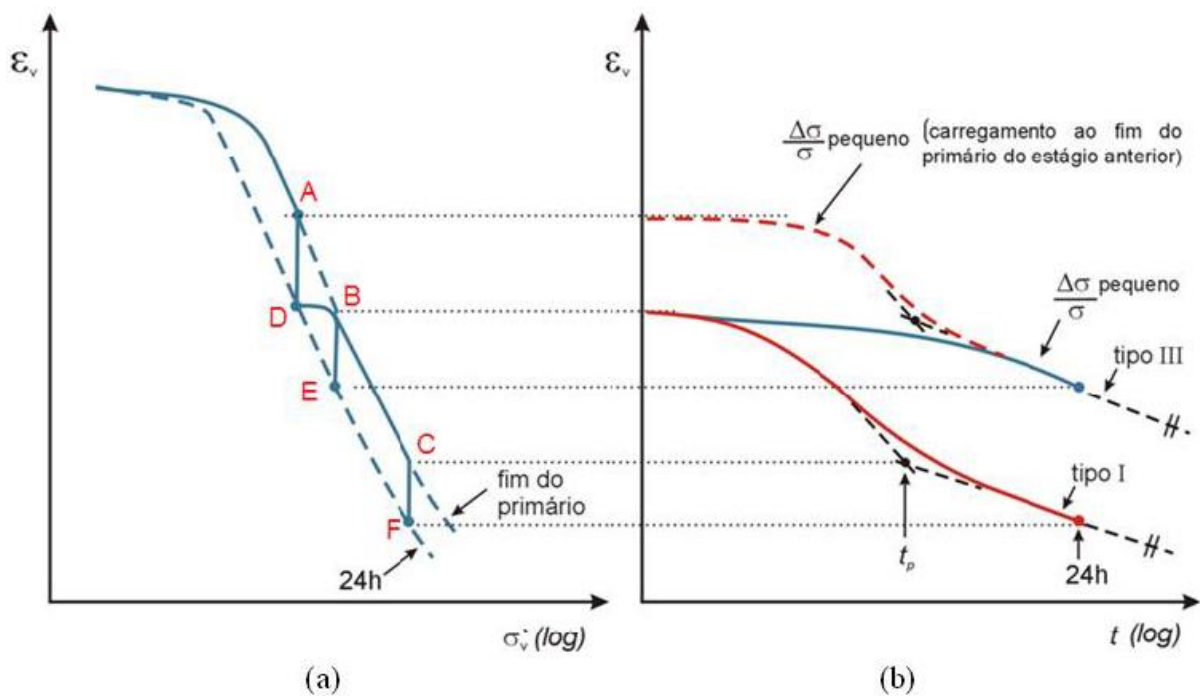 εᵥ
A
B
C
D
E
F
fim do
primário
24h
σᵥ' (log)
(a)
εᵥ
Δσ
σ
pequeno
(carregamento ao fim do
primário do estágio anterior)
Δσ
σ
pequeno
tipo III
tipo I
tₚ
24h
t (log)
(b)